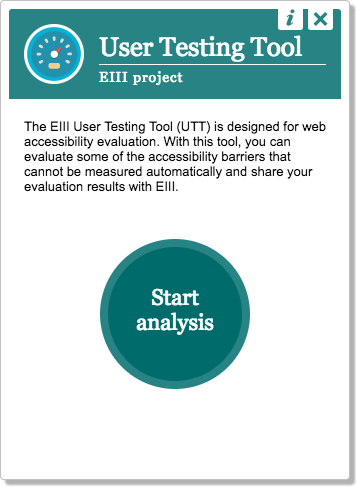 i
User Testing Tool
EIII project
The EIII User Testing Tool (UTT) is designed for web
accessibility evaluation. With this tool, you can
evaluate some of the accessibility barriers that
cannot be measured automatically and share your
evaluation results with EIII.
Start
analysis